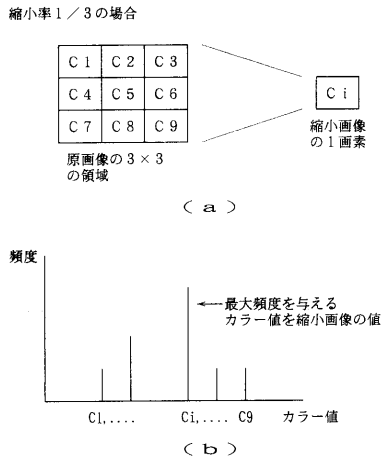 縮小率1/3の場合
C1 C2 C3
C4 C5 C6
C7 C8 C9
Ci
原画像の3×3
の領域
縮小画像
の1画素
(a)
頻度
最大頻度を与える
カラー値を縮小画像の値
C1,.... Ci,.... C9 カラー値
(b)